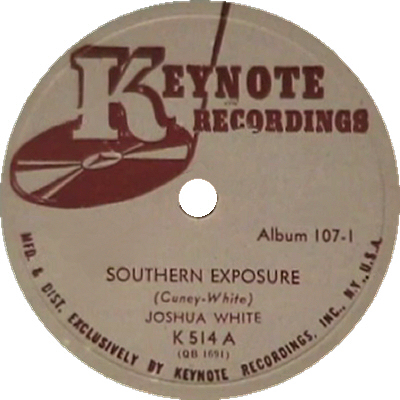 KEYNOTE
RECORDINGS
Album 107-1
SOUTHERN EXPOSURE
(Cuney-White)
JOSHUA WHITE
K 514 A
(QB 1691)
MFD. & DIST. EXCLUSIVELY BY KEYNOTE RECORDINGS, INC., N.Y., U.S.A.